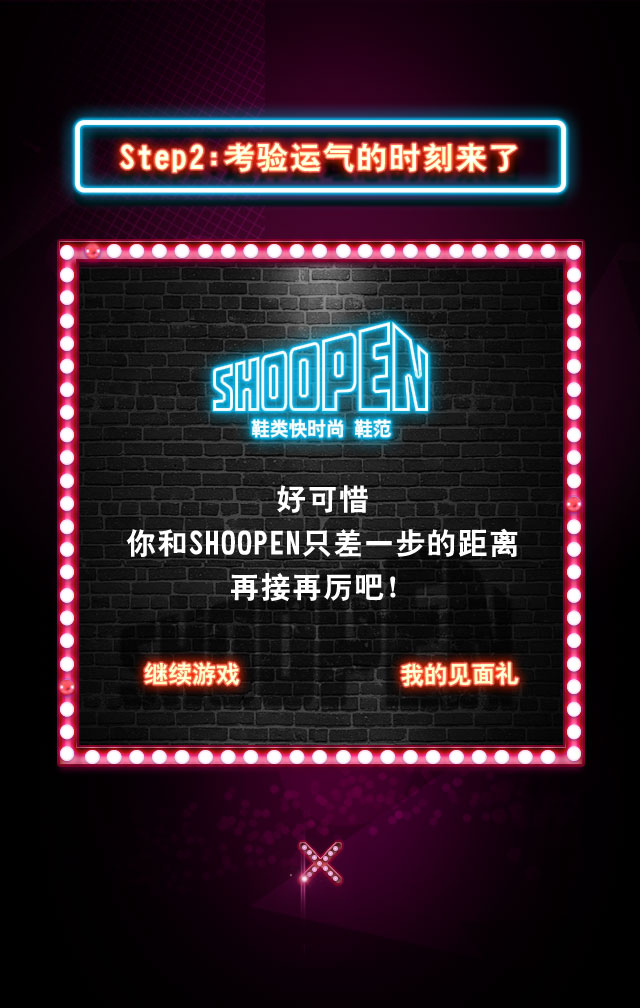 Step2:考验运气的时刻来了
SHOOPEN
鞋类快时尚 鞋范
好可惜
你和SHOOPEN只差一步的距离
再接再厉吧!
继续游戏
我的见面礼